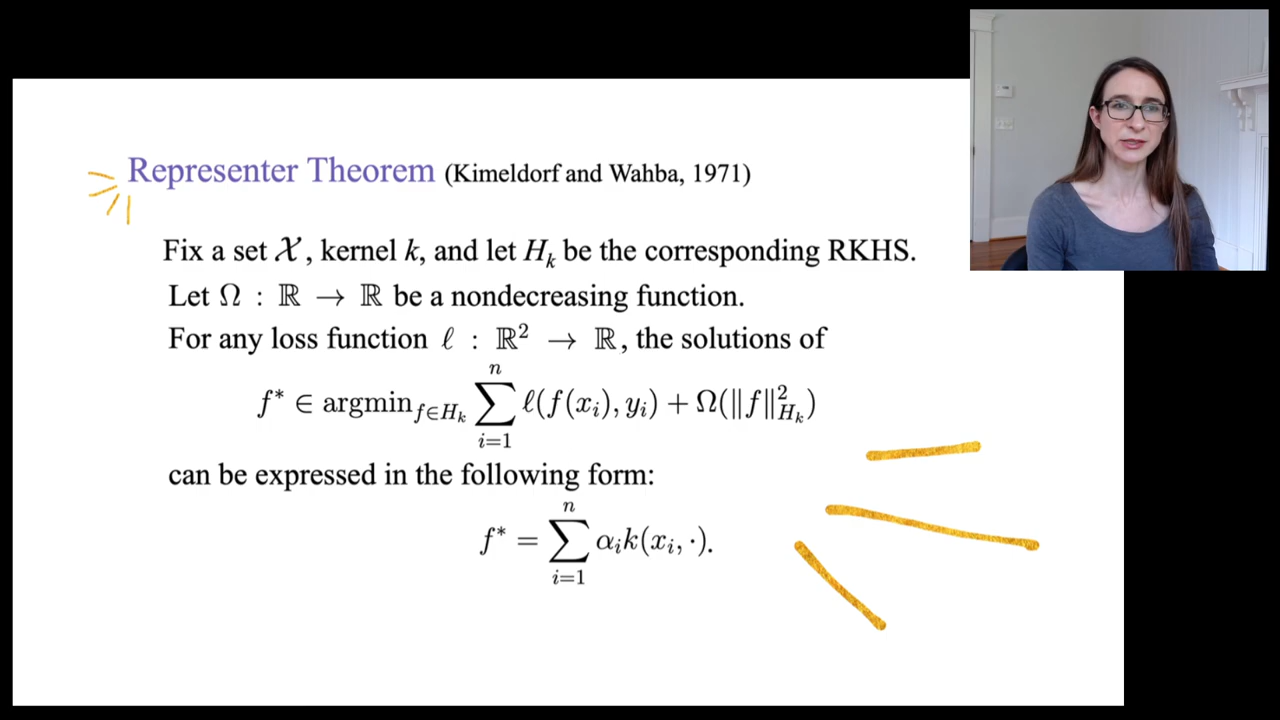 Representer Theorem (Kimeldorf and Wahba, 1971)
Fix a set 𝒳, kernel k, and let H_k be the corresponding RKHS.
Let Ω : ℝ → ℝ be a nondecreasing function.
For any loss function ℓ : ℝ² → ℝ, the solutions of
f* ∈ argmin_{f∈H_k} ∑_{i=1}^{n} ℓ(f(x_i), y_i) + Ω(‖f‖²_{H_k})
can be expressed in the following form:
f* = ∑_{i=1}^{n} α_i k(x_i, ·).